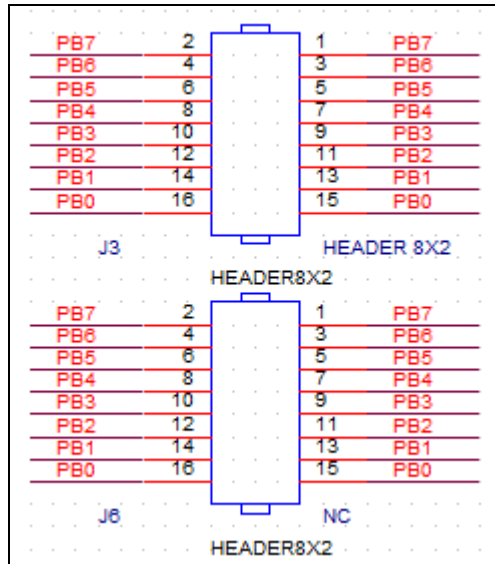 PB7 2 1 PB7
PB6 4 3 PB6
PB5 6 5 PB5
PB4 8 7 PB4
PB3 10 9 PB3
PB2 12 11 PB2
PB1 14 13 PB1
PB0 16 15 PB0
J3 HEADER 8X2
HEADER8X2
PB7 2 1 PB7
PB6 4 3 PB6
PB5 6 5 PB5
PB4 8 7 PB4
PB3 10 9 PB3
PB2 12 11 PB2
PB1 14 13 PB1
PB0 16 15 PB0
J6 NC
HEADER8X2